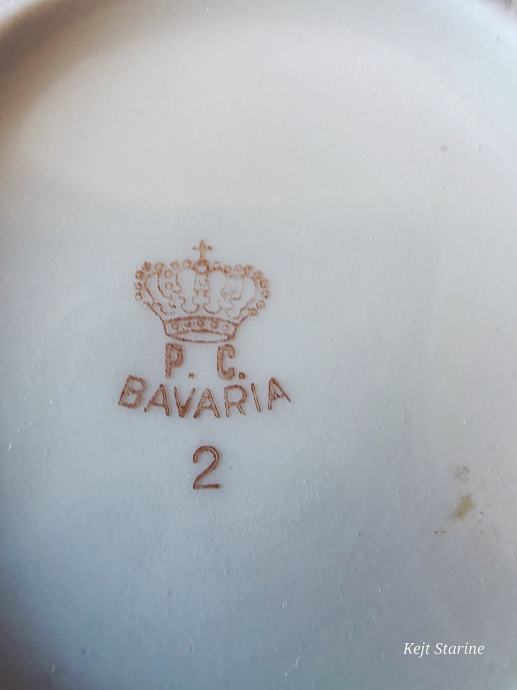 P. C.
BAVARIA
2
Kejt Starine